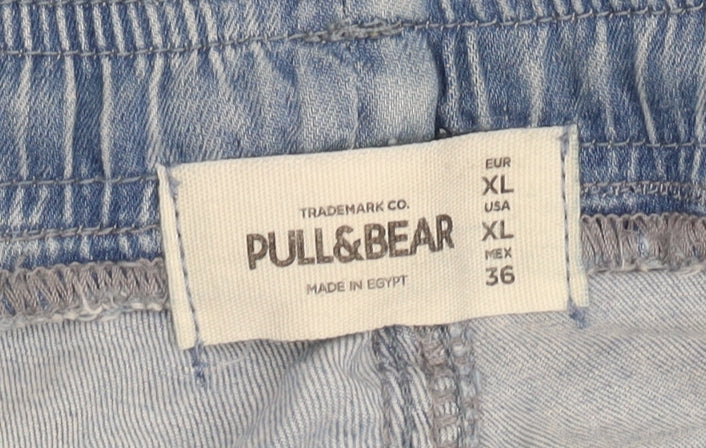 TRADEMARK CO.
PULL&BEAR
MADE IN EGYPT
EUR
XL
USA
XL
MEX
36